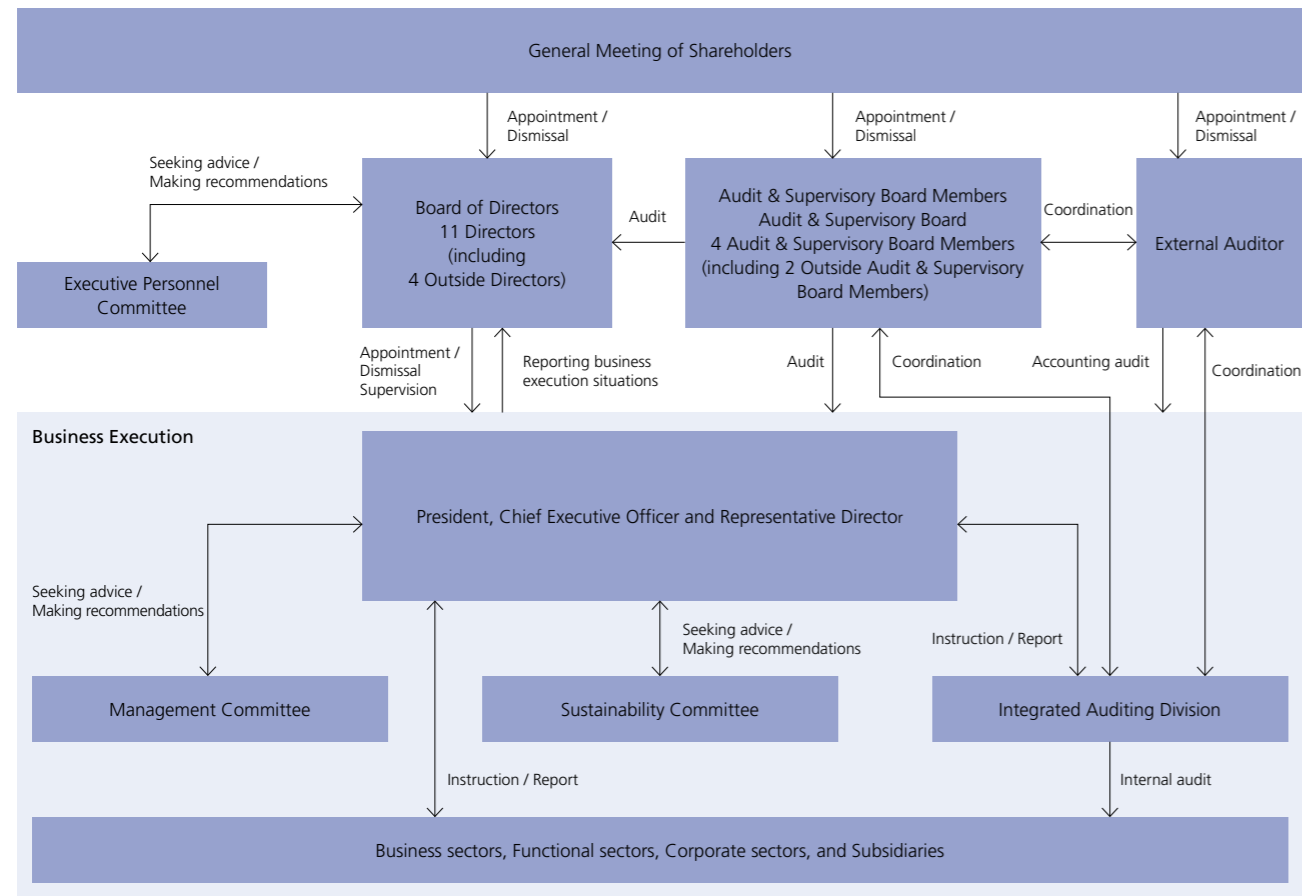 General Meeting of Shareholders
Appointment /
Dismissal
Appointment /
Dismissal
Appointment /
Dismissal
Seeking advice /
Making recommendations
Board of Directors
11 Directors
(including
4 Outside Directors)
Audit
Audit & Supervisory Board Members
Audit & Supervisory Board
4 Audit & Supervisory Board Members
(including 2 Outside Audit & Supervisory
Board Members)
Coordination
External Auditor
Executive Personnel
Committee
Appointment /
Dismissal
Supervision
Reporting business
execution situations
Audit
Coordination
Accounting audit
Coordination
Business Execution
President, Chief Executive Officer and Representative Director
Seeking advice /
Making recommendations
Seeking advice /
Making recommendations
Instruction / Report
Management Committee
Sustainability Committee
Integrated Auditing Division
Instruction / Report
Internal audit
Business sectors, Functional sectors, Corporate sectors, and Subsidiaries